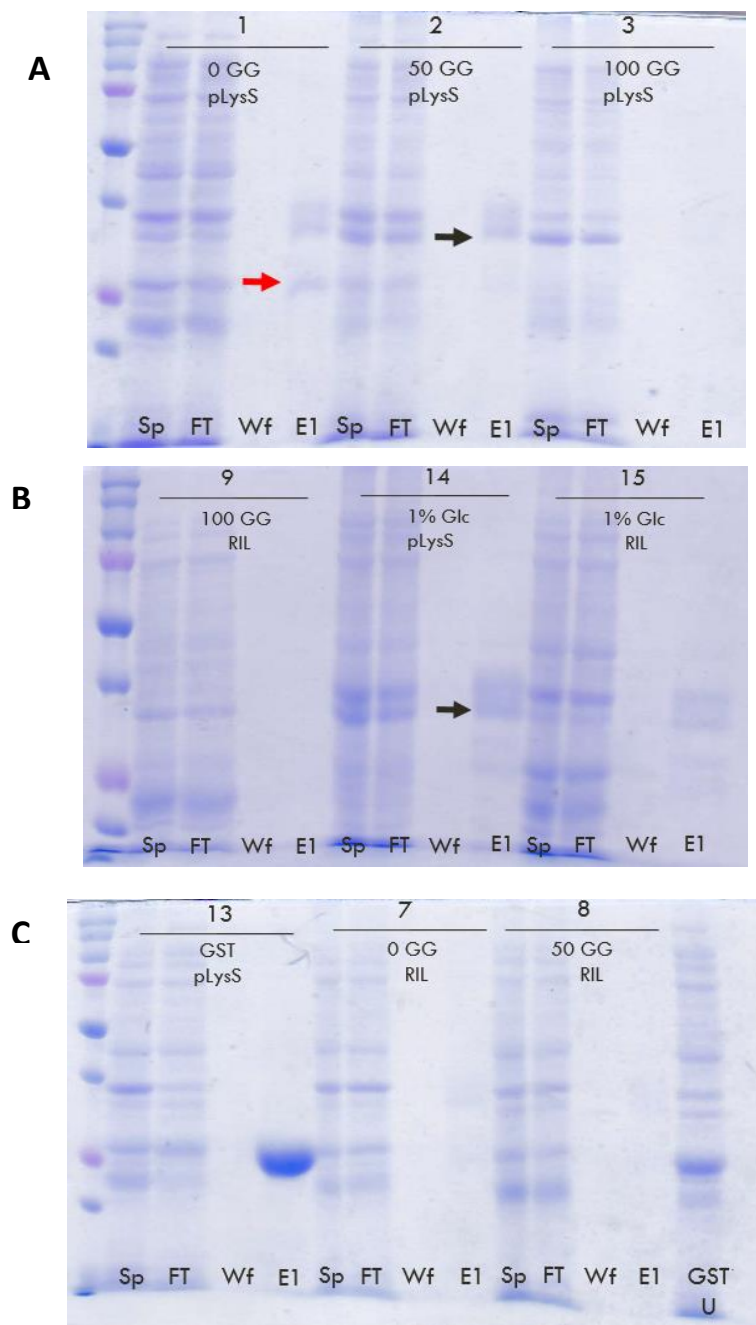 A
1 2 3
0 GG 50 GG 100 GG
pLysS pLysS pLysS
Sp FT Wf E1 Sp FT Wf E1 Sp FT Wf E1
B
9 14 15
100 GG 1% Glc 1% Glc
RIL pLysS RIL
Sp FT Wf E1 Sp FT Wf E1 Sp FT Wf E1
C
13 7 8
GST 0 GG 50 GG
pLysS RIL RIL
Sp FT Wf E1 Sp FT Wf E1 Sp FT Wf E1 GST
U